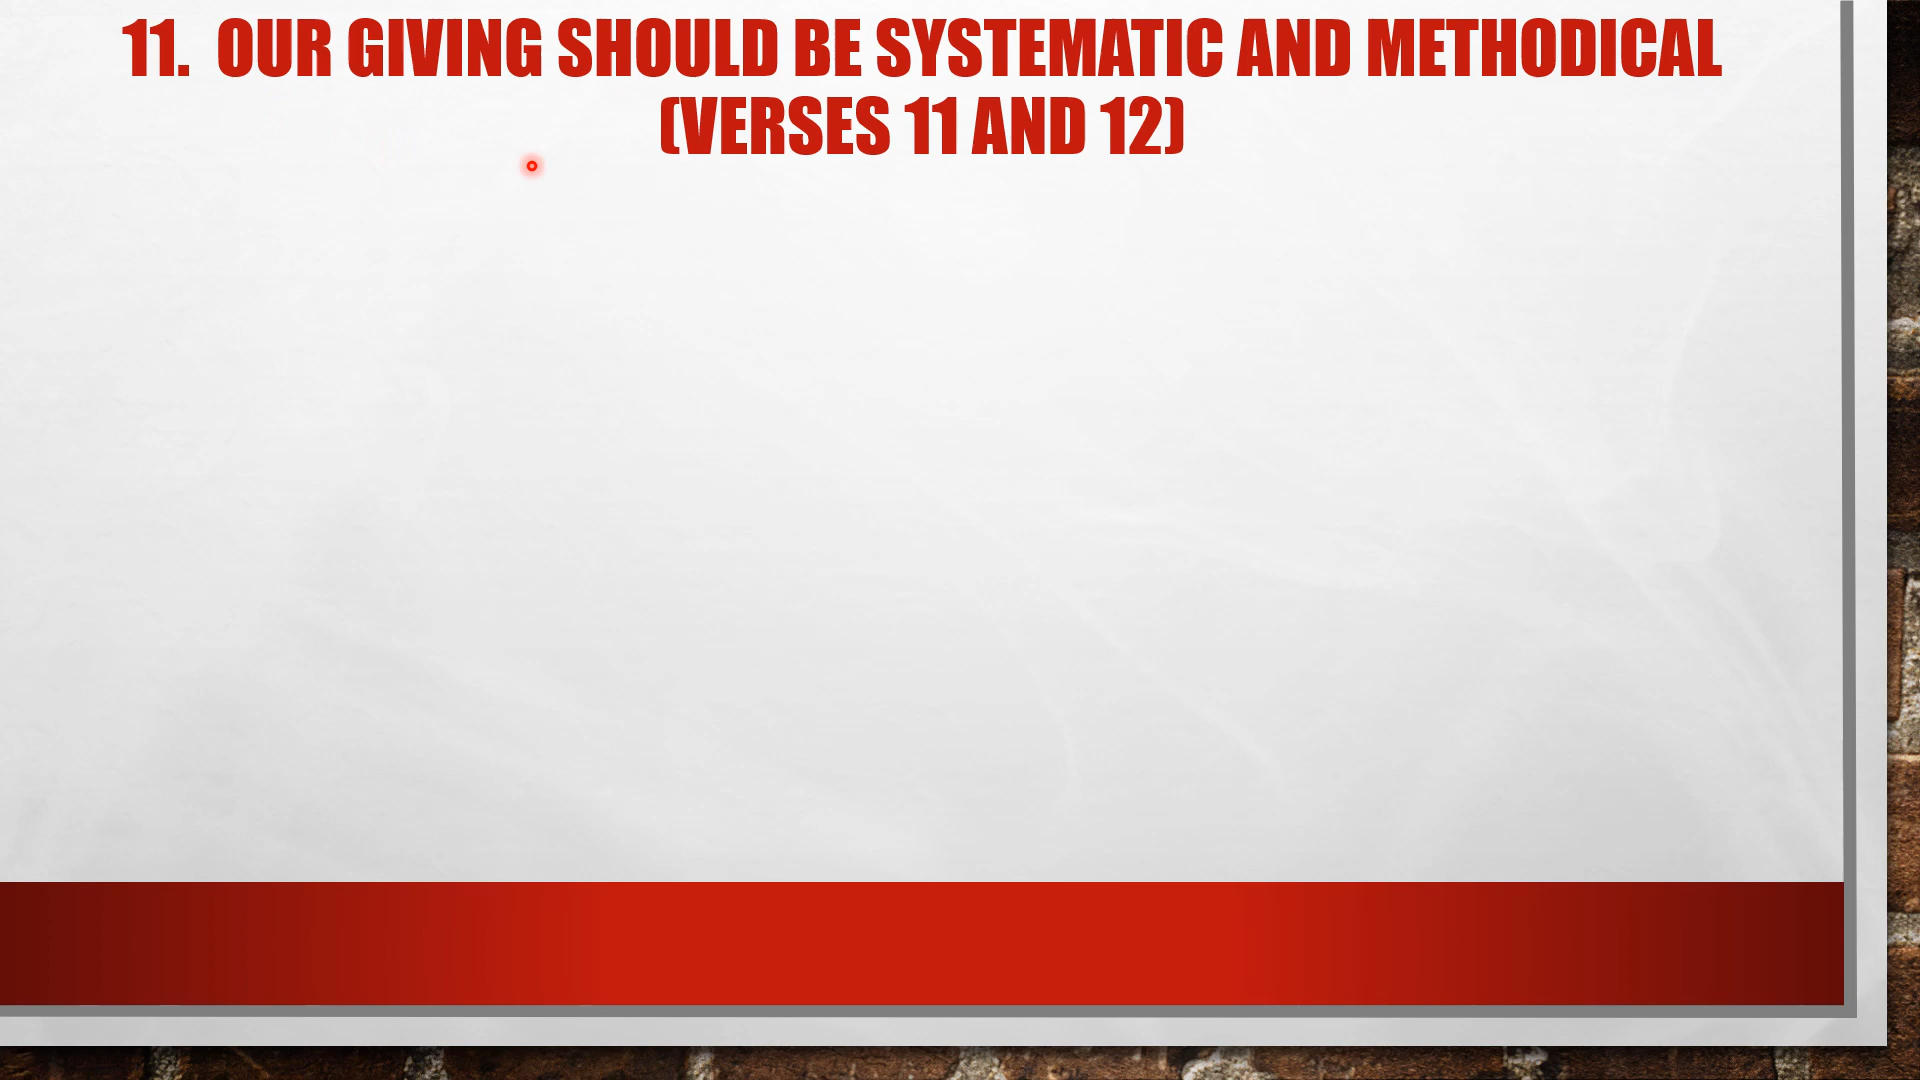 11.  OUR GIVING SHOULD BE SYSTEMATIC AND METHODICAL
(VERSES 11 AND 12)